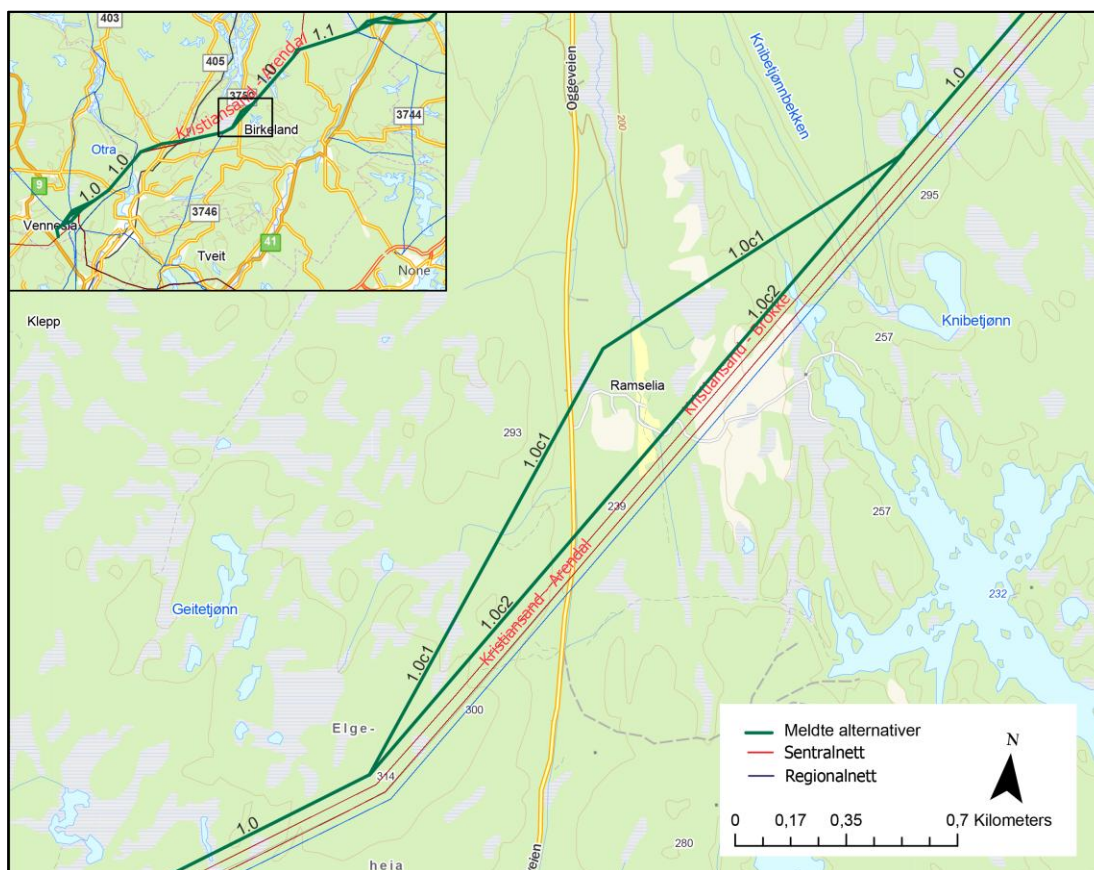 403
405
1.1
1.0
Kristiansand - Arendal
Birkeland
3744
Otra
1.0
1.0
9
Vennesla
3746
Tveit
41
None
Klepp
Oggeveien
200
Knibetjønnbekken
1.0
295
1.0c1
1.0c2
Kristiansand - Brokke
Knibetjønn
257
Ramselia
293
1.0c1
239
257
Kristiansand - Arendal
1.0c2
232
Geitetjønn
1.0c1
300
Elge-
314
1.0
heia
280
Meldte alternativer
Sentralnett
Regionalnett
N
0 0,17 0,35 0,7 Kilometers